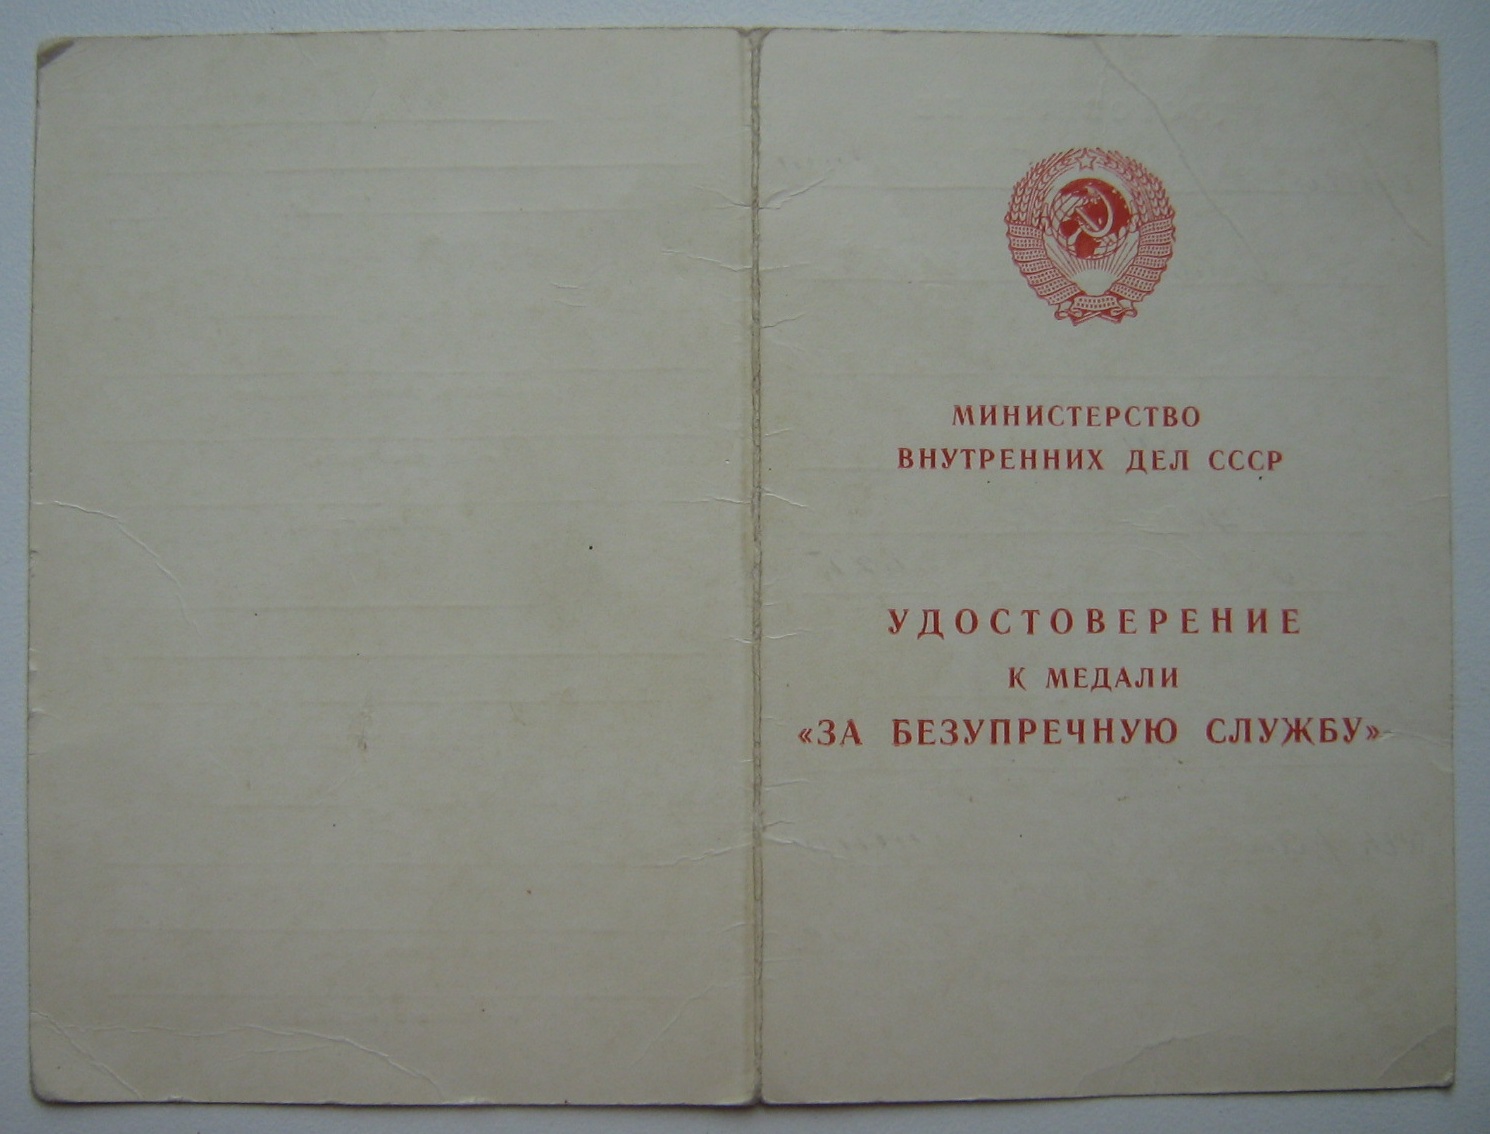 МИНИСТЕРСТВО
ВНУТРЕННИХ ДЕЛ СССР
УДОСТОВЕРЕНИЕ
К МЕДАЛИ
«ЗА БЕЗУПРЕЧНУЮ СЛУЖБУ»